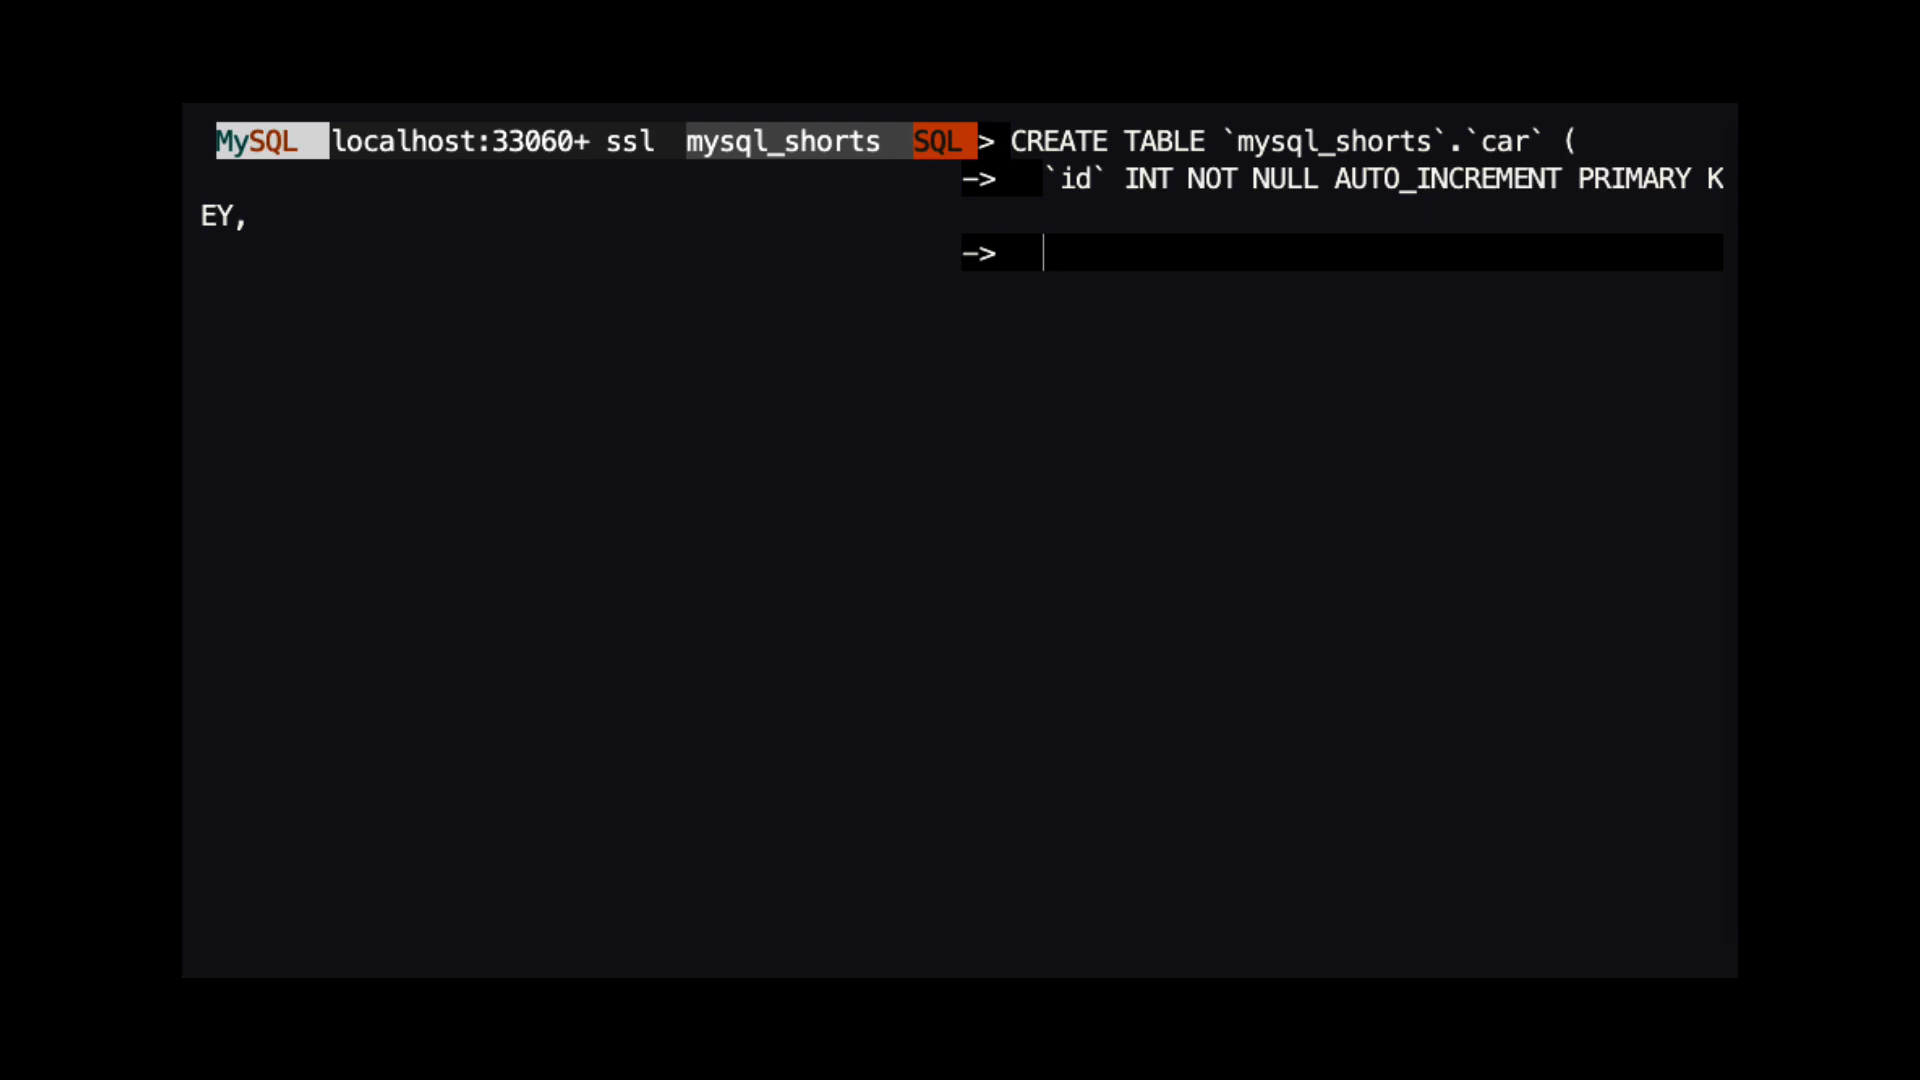 MySQL localhost:33060+ ssl mysql_shorts SQL > CREATE TABLE `mysql_shorts`.`car` (
-> `id` INT NOT NULL AUTO_INCREMENT PRIMARY K
EY,
->